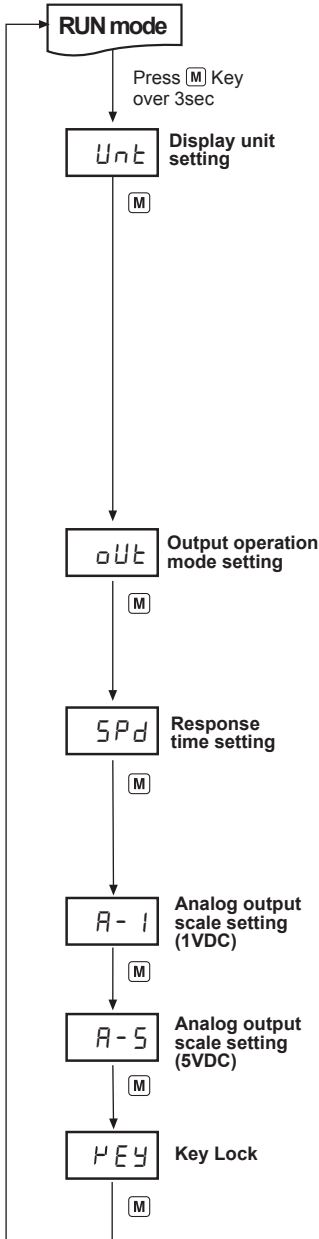 RUN mode
Press M Key
over 3sec
Unt
Display unit
setting
M
oUt
Output operation
mode setting
M
SPd
Response
time setting
M
A-1
Analog output
scale setting
(1VDC)
M
A-5
Analog output
scale setting
(5VDC)
M
KEY
Key Lock
M